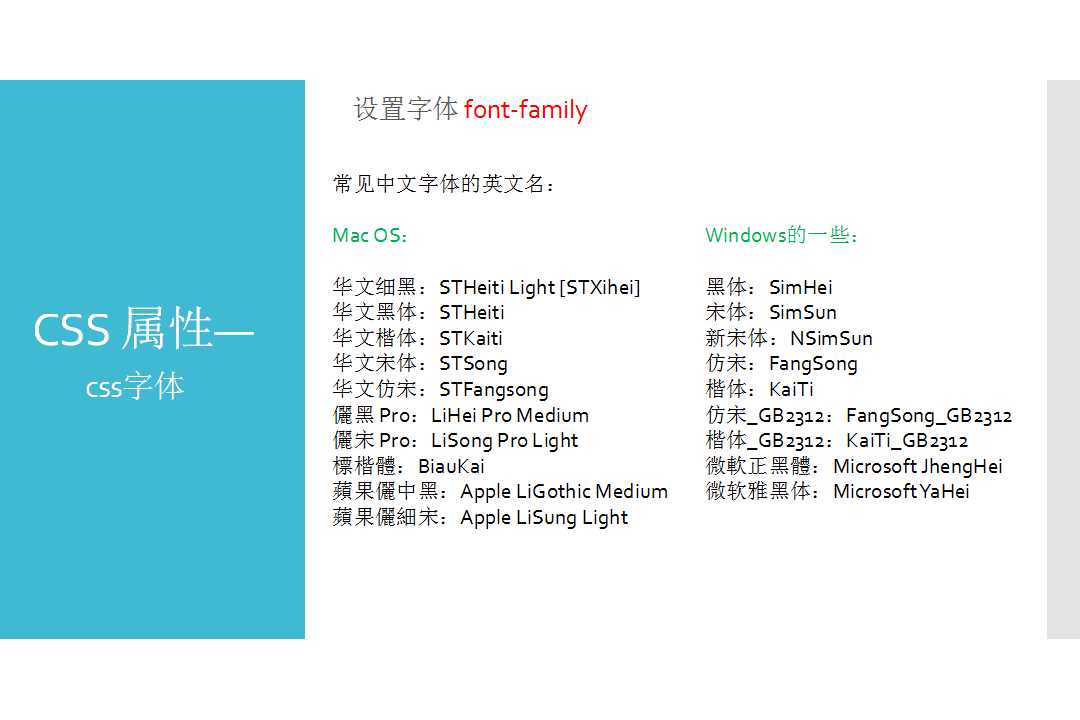 CSS 属性—
css字体
设置字体 font-family
常见中文字体的英文名：
Mac OS：
华文细黑：STHeiti Light [STXihei]
华文黑体：STHeiti
华文楷体：STKaiti
华文宋体：STSong
华文仿宋：STFangsong
儷黑 Pro：LiHei Pro Medium
儷宋 Pro：LiSong Pro Light
標楷體：BiauKai
蘋果儷中黑：Apple LiGothic Medium
蘋果儷細宋：Apple LiSung Light
Windows的一些：
黑体：SimHei
宋体：SimSun
新宋体：NSimSun
仿宋：FangSong
楷体：KaiTi
仿宋_GB2312：FangSong_GB2312
楷体_GB2312：KaiTi_GB2312
微軟正黑體：Microsoft JhengHei
微软雅黑体：Microsoft YaHei